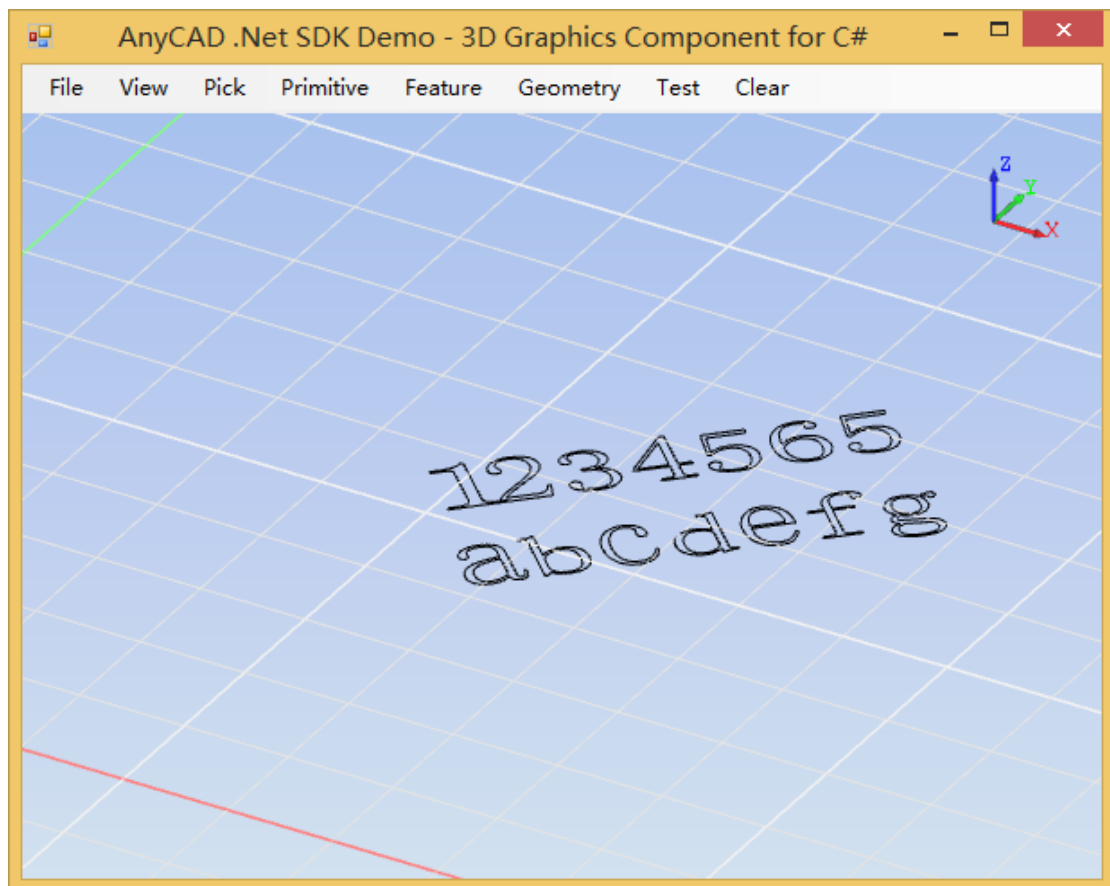 AnyCAD .Net SDK Demo - 3D Graphics Component for C#
File View Pick Primitive Feature Geometry Test Clear
Z
Y
X
1234565
abcdefg